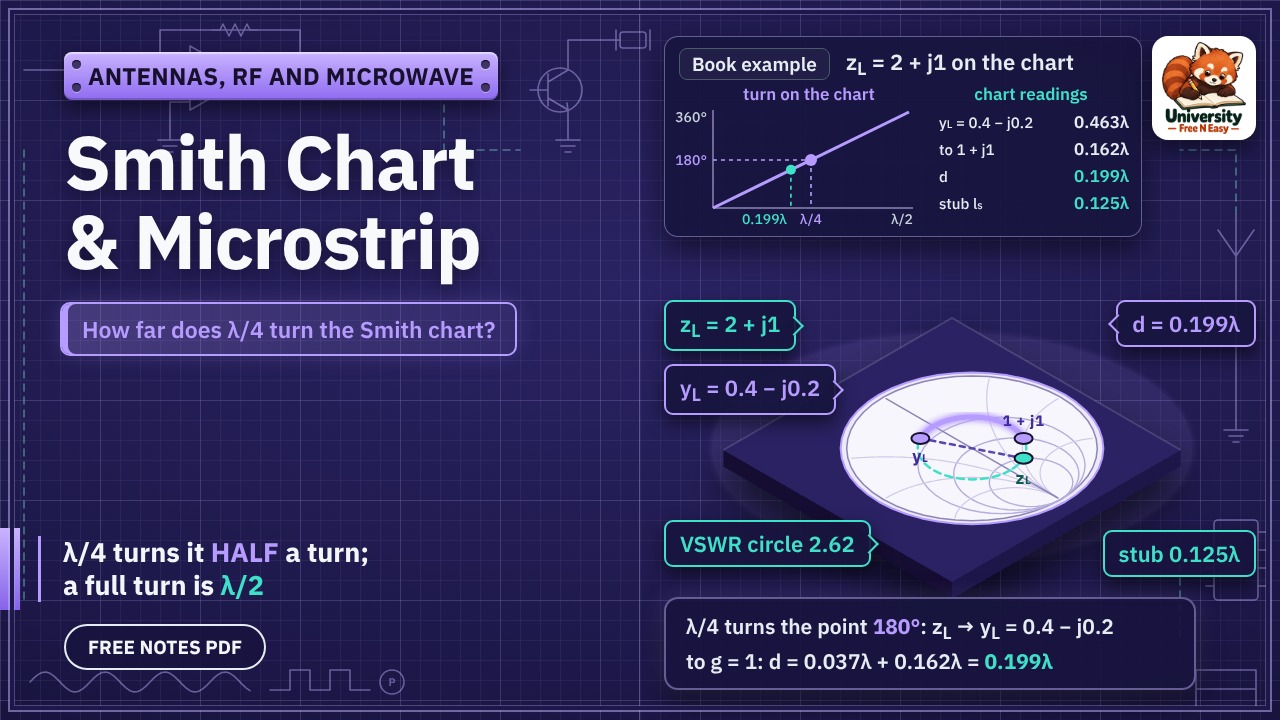 ANTENNAS, RF AND MICROWAVE
Smith Chart
& Microstrip
How far does λ/4 turn the Smith chart?
λ/4 turns it HALF a turn;
a full turn is λ/2
FREE NOTES PDF
P
Book example
zL = 2 + j1 on the chart
turn on the chart
360°
180°
0.199λ
λ/4
λ/2
chart readings
yL = 0.4 − j0.2 0.463λ
to 1 + j1 0.162λ
d 0.199λ
stub ls 0.125λ
University
Free N Easy
zL = 2 + j1
yL = 0.4 − j0.2
d = 0.199λ
1 + j1
yL
zL
VSWR circle 2.62
stub 0.125λ
λ/4 turns the point 180°: zL → yL = 0.4 − j0.2
to g = 1: d = 0.037λ + 0.162λ = 0.199λ